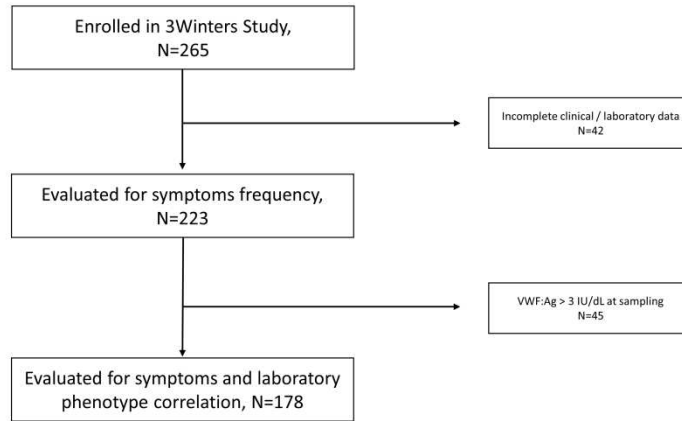 Enrolled in 3Winters Study,
N=265
Incomplete clinical / laboratory data
N=42
Evaluated for symptoms frequency,
N=223
VWF:Ag > 3 IU/dL at sampling
N=45
Evaluated for symptoms and laboratory
phenotype correlation, N=178